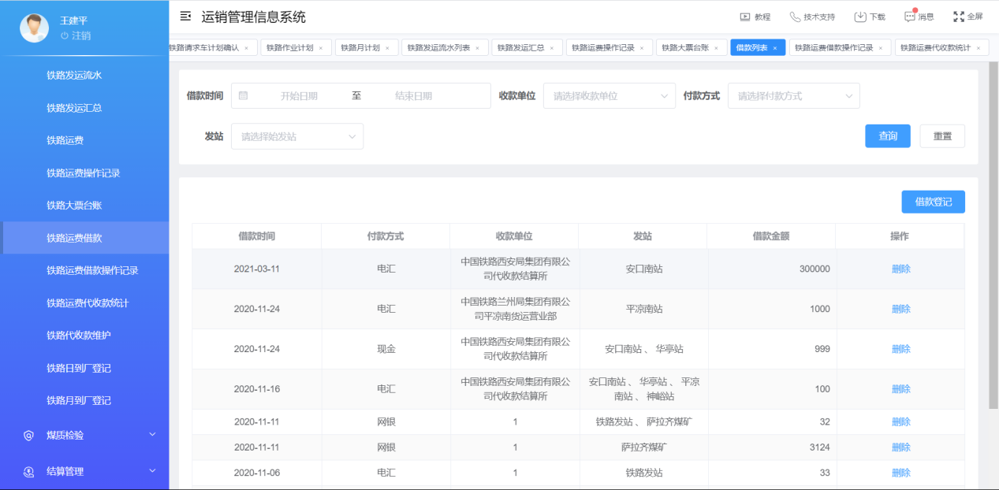 王建平
注销
运销管理信息系统
教程
技术支持
下载
消息
全屏
铁路请求车计划确认 ×
铁路作业计划 ×
铁路月计划 ×
铁路发运流水列表 ×
铁路发运汇总 ×
铁路运费操作记录 ×
铁路大票台账 ×
借款列表 ×
铁路运费借款操作记录 ×
铁路运费代收款统计 ×
铁路发运流水
铁路发运汇总
铁路运费
铁路运费操作记录
铁路大票台账
铁路运费借款
铁路运费借款操作记录
铁路运费代收款统计
铁路代收款维护
铁路日到厂登记
铁路月到厂登记
煤质检验
结算管理
借款时间 开始日期 至 结束日期 收款单位 请选择收款单位 付款方式 请选择付款方式
发站 请选择始发站 查询 重置
借款登记
借款时间 付款方式 收款单位 发站 借款金额 操作
2021-03-11 电汇 中国铁路西安局集团有限公
司代收款结算所 安口南站 300000 删除
2020-11-24 电汇 中国铁路兰州局集团有限公
司平凉南货运营业部 平凉南站 1000 删除
2020-11-24 现金 中国铁路西安局集团有限公
司代收款结算所 安口南站 、 华亭站 999 删除
2020-11-16 电汇 中国铁路西安局集团有限公
司代收款结算所 安口南站 、 华亭站 、 平凉
南站 、 神峪站 100 删除
2020-11-11 网银 1 铁路发站 、 萨拉齐煤矿 32 删除
2020-11-11 网银 1 萨拉齐煤矿 3124 删除
2020-11-06 电汇 1 铁路发站 33 删除